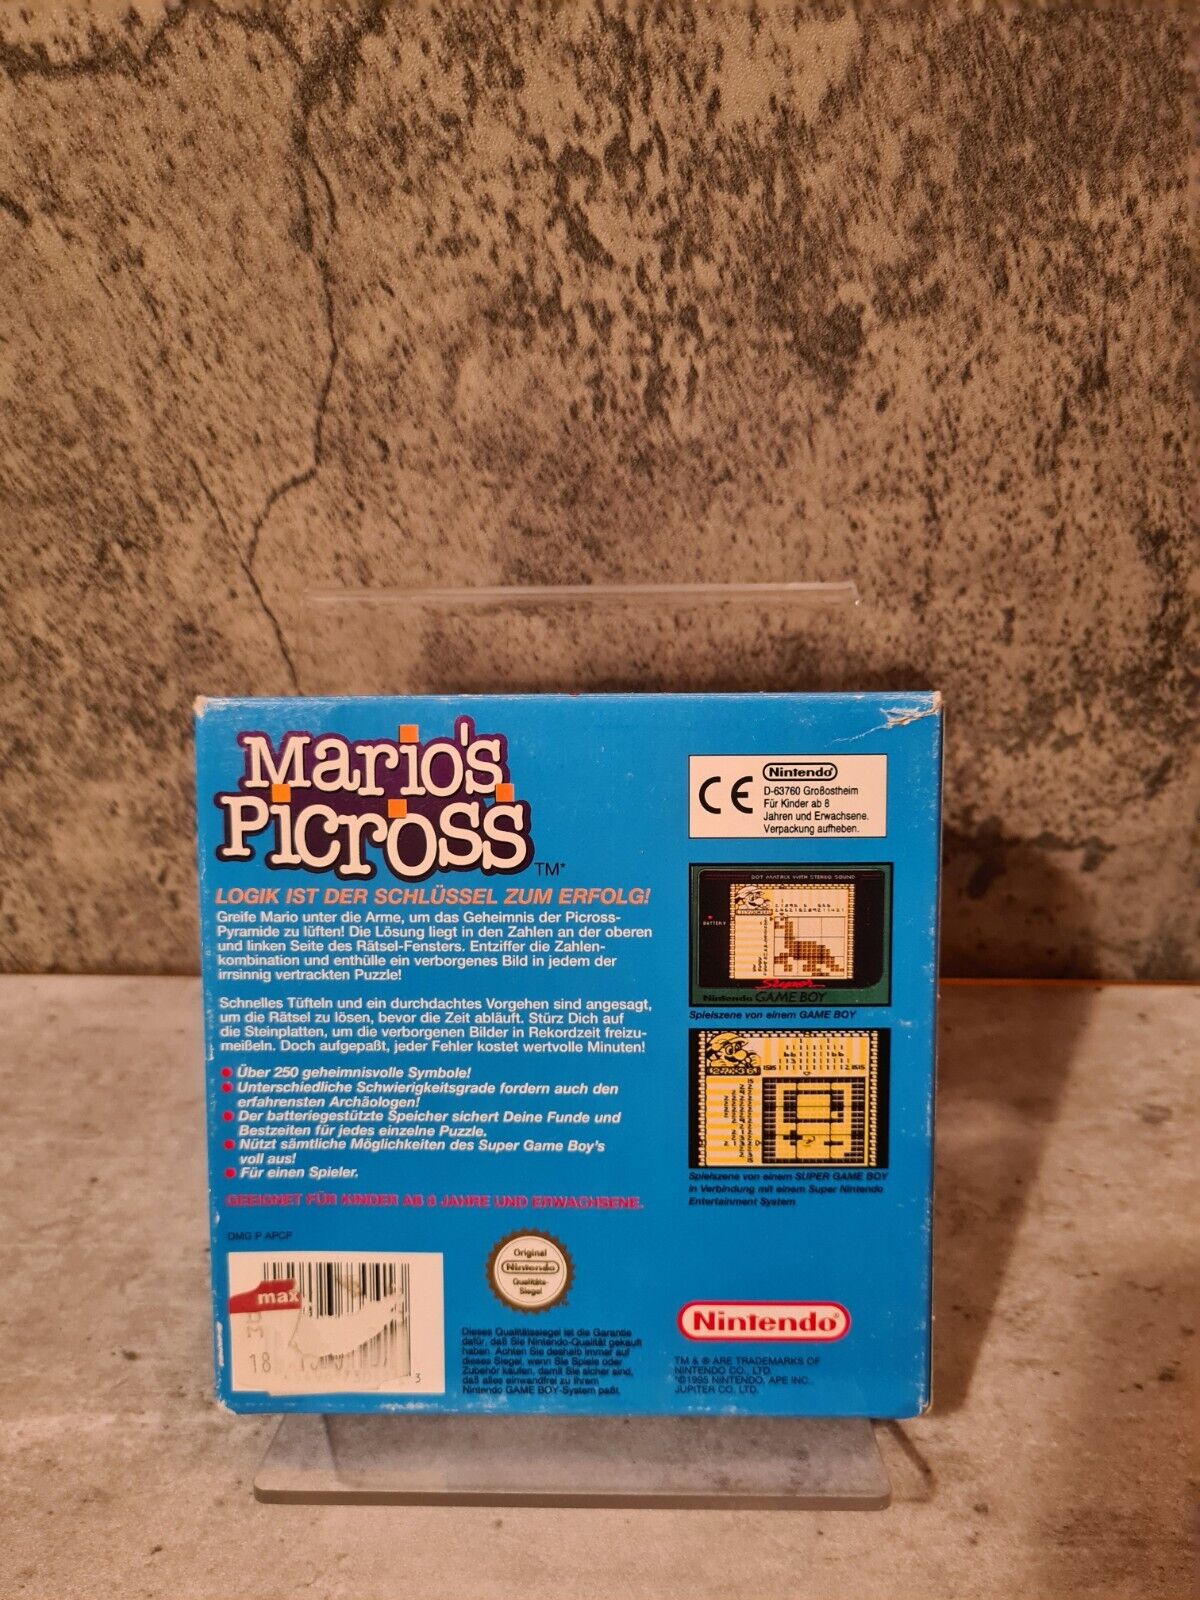 Mario's
Picross
TM*
LOGIK IST DER SCHLÜSSEL ZUM ERFOLG!
Greife Mario unter die Arme, um das Geheimnis der Picross-
Pyramide zu lüften! Die Lösung liegt in den Zahlen an der oberen
und linken Seite des Rätsel-Fensters. Entziffer die Zahlen-
kombination und enthülle ein verborgenes Bild in jedem der
irrsinnig vertrackten Puzzle!
Schnelles Tüfteln und ein durchdachtes Vorgehen sind angesagt,
um die Rätsel zu lösen, bevor die Zeit abläuft. Stürz Dich auf
die Steinplatten, um die verborgenen Bilder in Rekordzeit freizu-
meißeln. Doch aufgepaßt, jeder Fehler kostet wertvolle Minuten!
Über 250 geheimnisvolle Symbole!
Unterschiedliche Schwierigkeitsgrade fordern auch den
erfahrensten Archäologen!
Der batteriegestützte Speicher sichert Deine Funde und
Bestzeiten für jedes einzelne Puzzle.
Nützt sämtliche Möglichkeiten des Super Game Boy's
voll aus!
Für einen Spieler.
GEEIGNET FÜR KINDER AB 8 JAHRE UND ERWACHSENE.
DMG P APCP
max
18
3
Original
Nintendo
Qualitäts-
Siegel
Dieses Qualitätssiegel ist die Garantie
dafür, daß Sie Nintendo-Qualität gekauft
haben. Achten Sie deshalb immer auf
dieses Siegel, wenn Sie Spiele oder
Zubehör kaufen, damit Sie sicher sind,
daß alles einwandfrei zu Ihrem
Nintendo GAME BOY-System paßt.
CE
Nintendo
D-63760 Großostheim
Für Kinder ab 8
Jahren und Erwachsene.
Verpackung aufheben.
DOT MATRIX WITH STEREO SOUND
BATTERY
Super
Nintendo GAME BOY
Spielszene von einem GAME BOY
Spielszene von einem SUPER GAME BOY
in Verbindung mit einem Super Nintendo
Entertainment System
Nintendo
TM & ® ARE TRADEMARKS OF
NINTENDO CO., LTD.
*©1995 NINTENDO, APE INC.,
JUPITER CO. LTD.